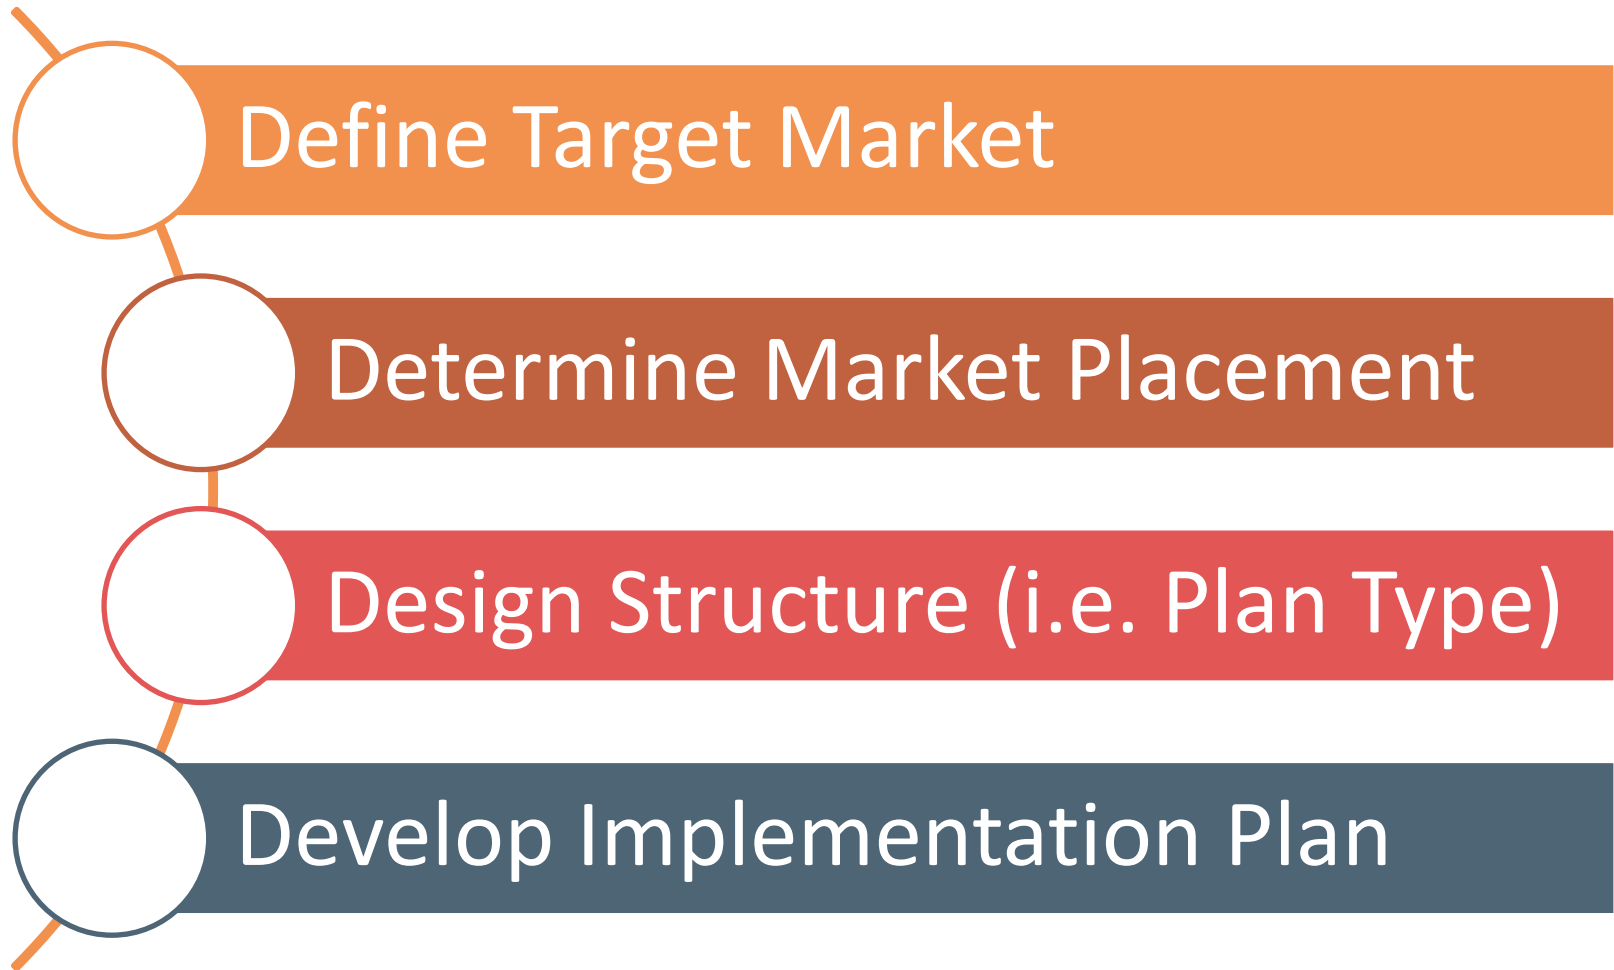 Define Target Market
Determine Market Placement
Design Structure (i.e. Plan Type)
Develop Implementation Plan